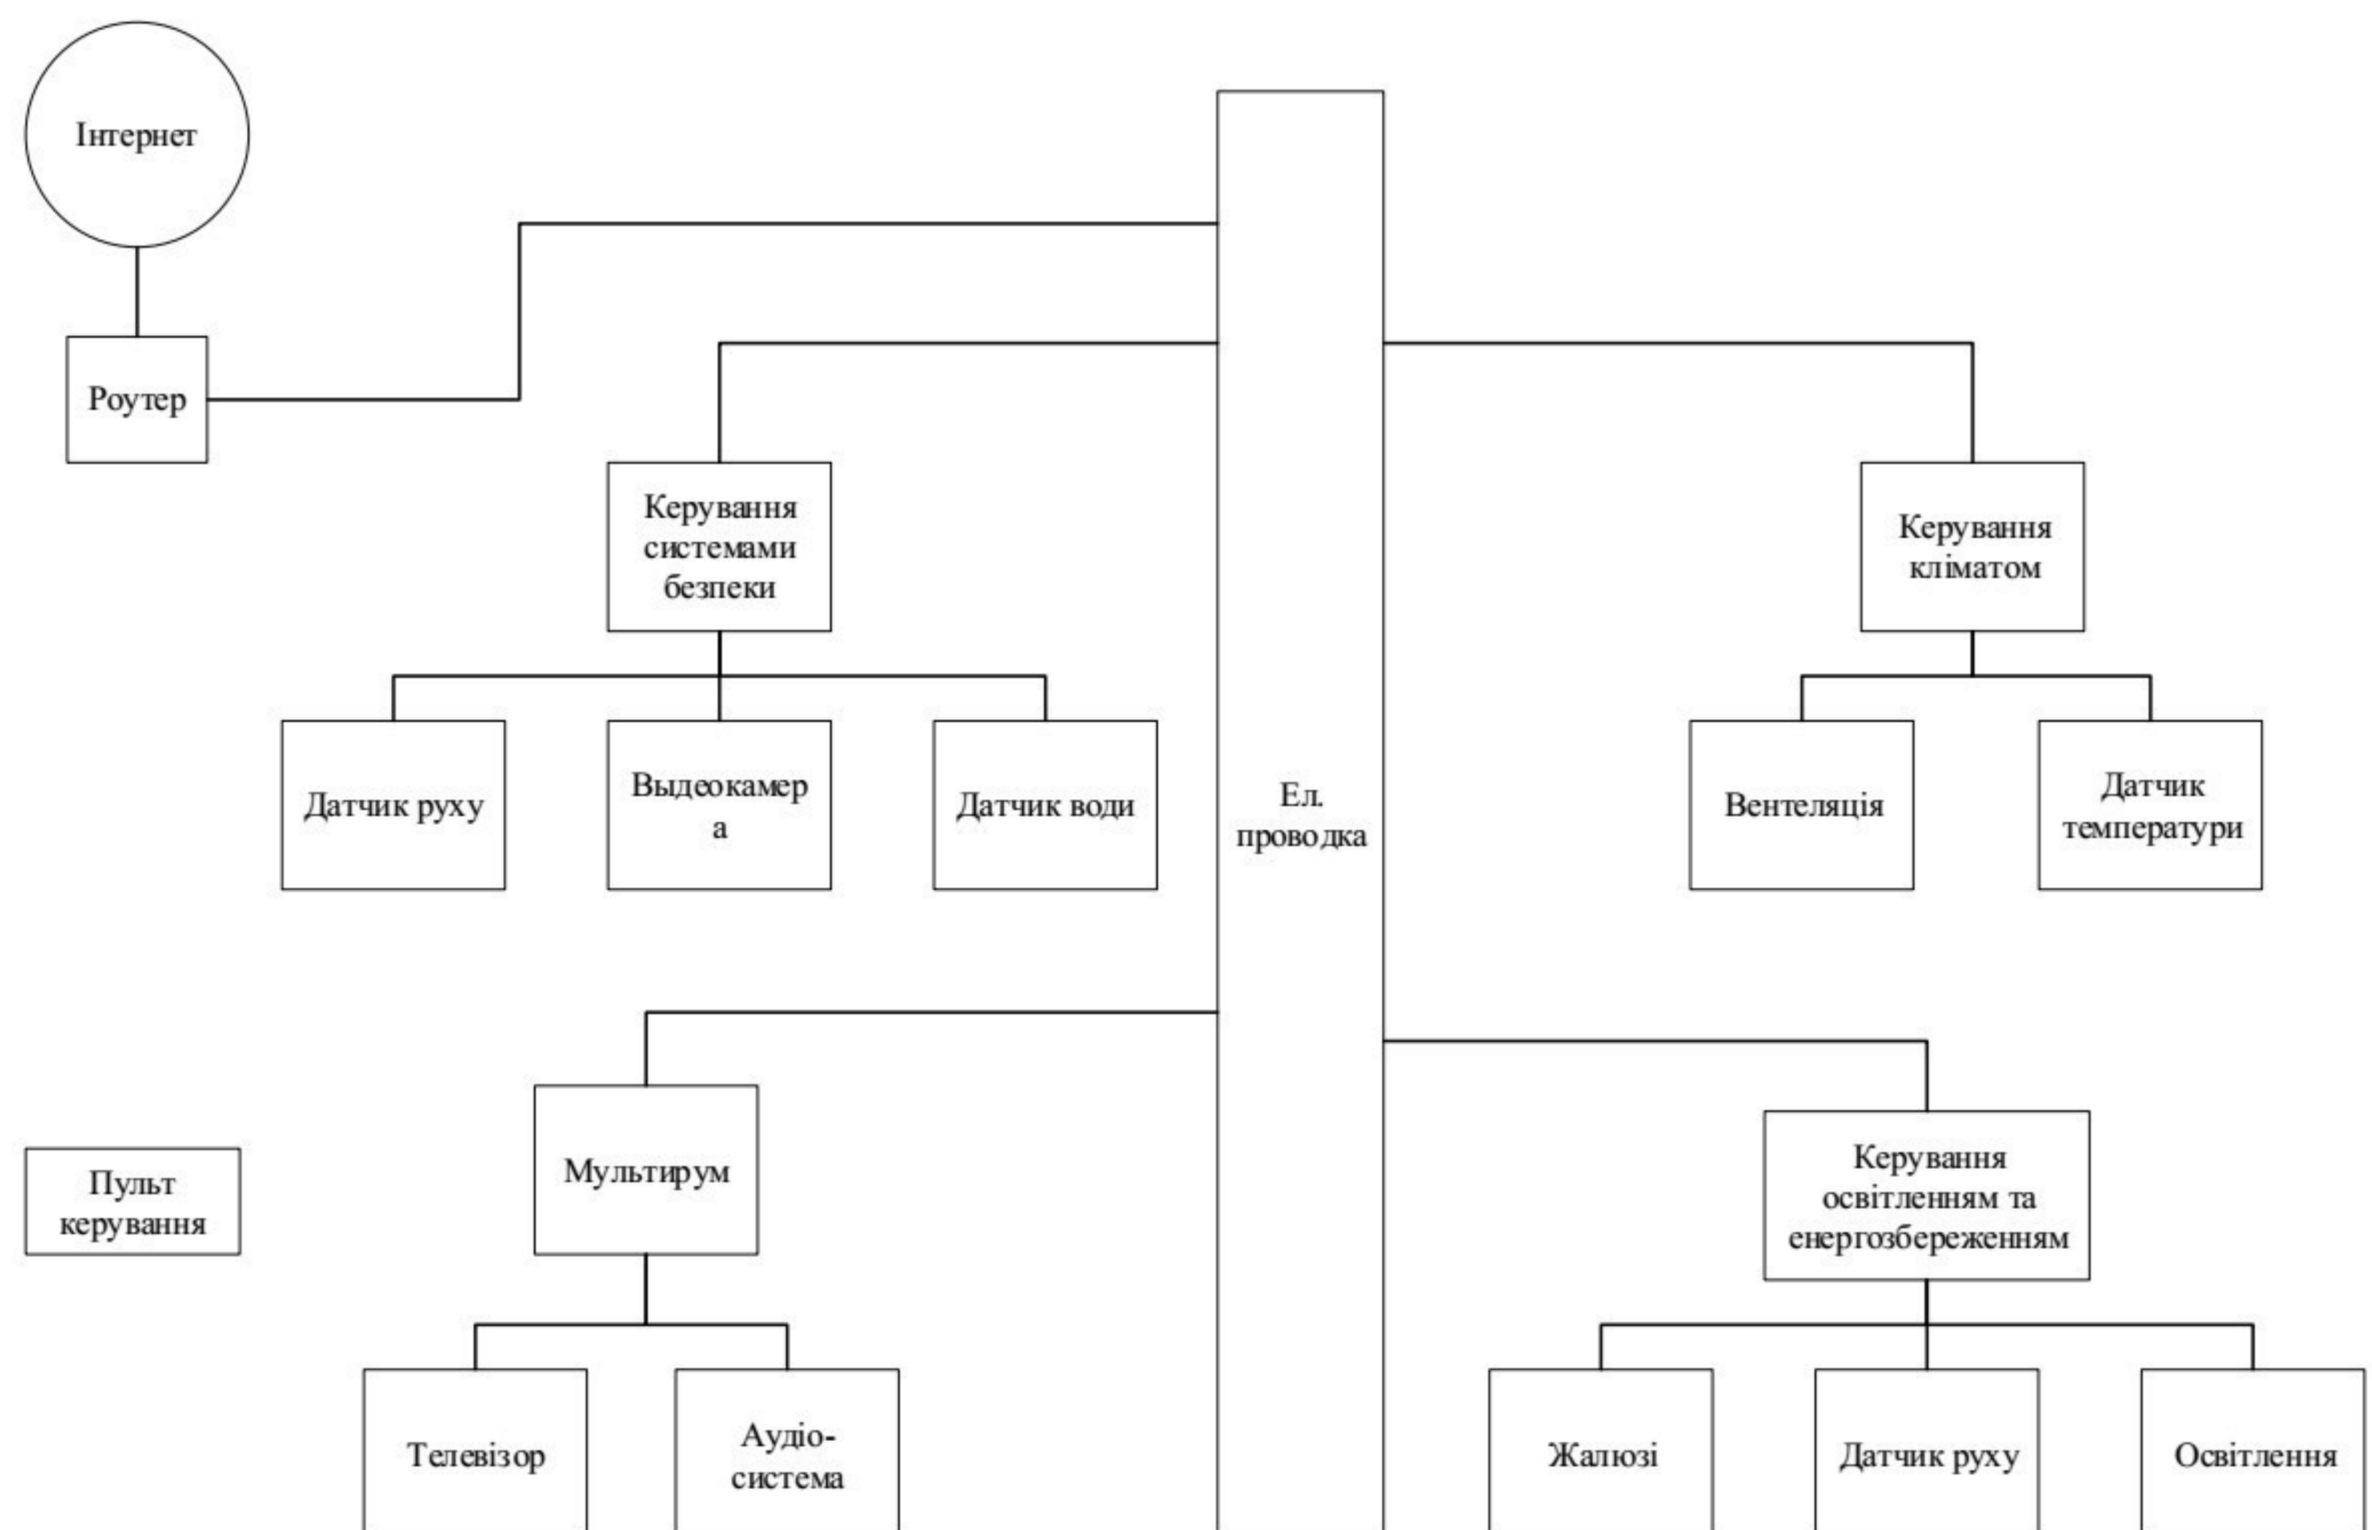 Інтернет
Роутер
Керування
системами
безпеки
Керування
кліматом
Датчик руху
Выдеокамер
а
Датчик води
Ел.
проводка
Вентеляція
Датчик
температури
Пульт
керування
Мультирум
Керування
освітленням та
енергозбереженням
Телевізор
Аудіо-
система
Жалюзі
Датчик руху
Освітлення